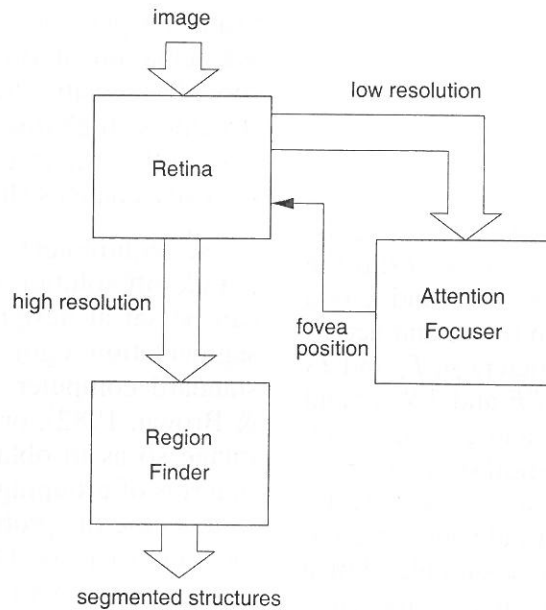 image
low resolution
Retina
high resolution
fovea
position
Attention
Focuser
Region
Finder
segmented structures